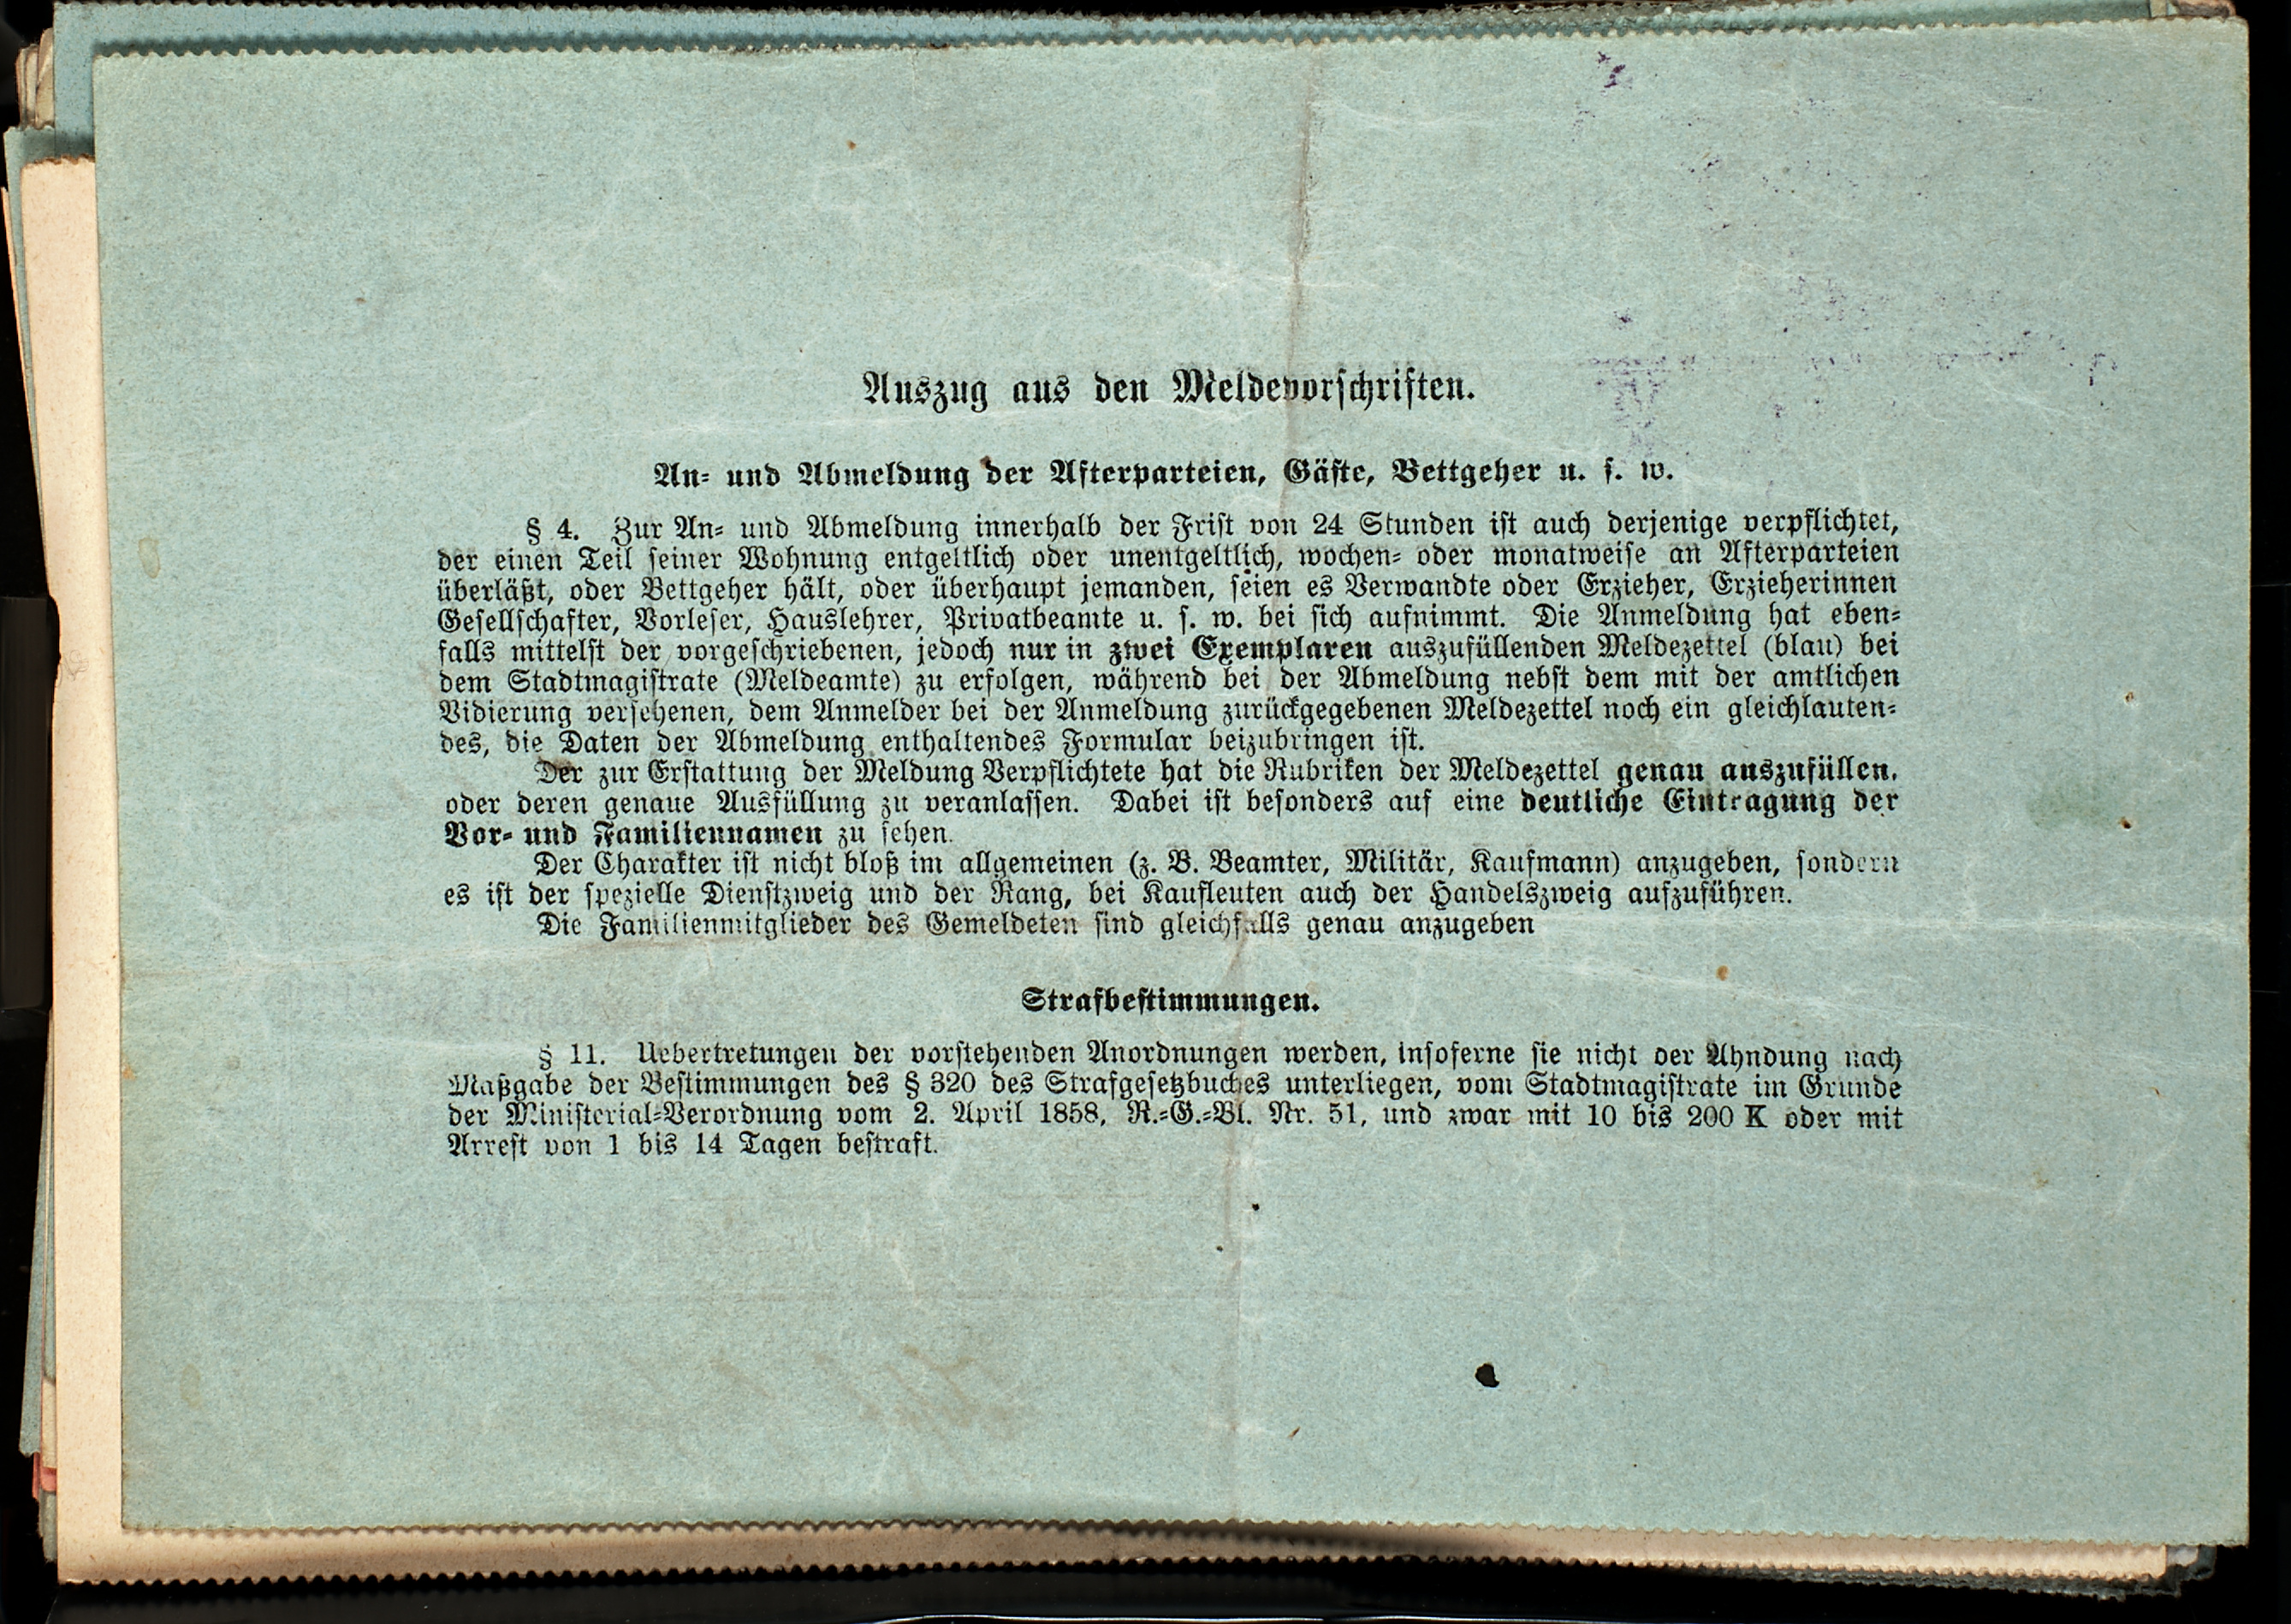 Auszug aus den Meldevorschriften.
An- und Abmeldung der Afterparteien, Gäste, Bettgeher u. s. w.
§ 4. Zur An- und Abmeldung innerhalb der Frist von 24 Stunden ist auch derjenige verpflichtet,
der einen Teil seiner Wohnung entgeltlich oder unentgeltlich, wochen- oder monatweise an Afterparteien
überläßt, oder Bettgeher hält, oder überhaupt jemanden, seien es Verwandte oder Erzieher, Erzieherinnen
Gesellschafter, Vorleser, Hauslehrer, Privatbeamte u. s. w. bei sich aufnimmt. Die Anmeldung hat eben-
falls mittelst der vorgeschriebenen, jedoch nur in zwei Exemplaren auszufüllenden Meldezettel (blau) bei
dem Stadtmagistrate (Meldeamte) zu erfolgen, während bei der Abmeldung nebst dem mit der amtlichen
Vidierung versehenen, dem Anmelder bei der Anmeldung zurückgegebenen Meldezettel noch ein gleichlauten-
des, die Daten der Abmeldung enthaltendes Formular beizubringen ist.
Der zur Erstattung der Meldung Verpflichtete hat die Rubriken der Meldezettel genau auszufüllen,
oder deren genaue Ausfüllung zu veranlassen. Dabei ist besonders auf eine deutliche Eintragung der
Vor- und Familiennamen zu sehen.
Der Charakter ist nicht bloß im allgemeinen (z. B. Beamter, Militär, Kaufmann) anzugeben, sondern
es ist der spezielle Dienstzweig und der Rang, bei Kaufleuten auch der Handelszweig aufzuführen.
Die Familienmitglieder des Gemeldeten sind gleichfalls genau anzugeben
Strafbestimmungen.
§ 11. Uebertretungen der vorstehenden Anordnungen werden, insoferne sie nicht der Ahndung nach
Maßgabe der Bestimmungen des § 320 des Strafgesetzbuches unterliegen, vom Stadtmagistrate im Grunde
der Ministerial-Verordnung vom 2. April 1858, R.-G.-Bl. Nr. 51, und zwar mit 10 bis 200 K oder mit
Arrest von 1 bis 14 Tagen bestraft.